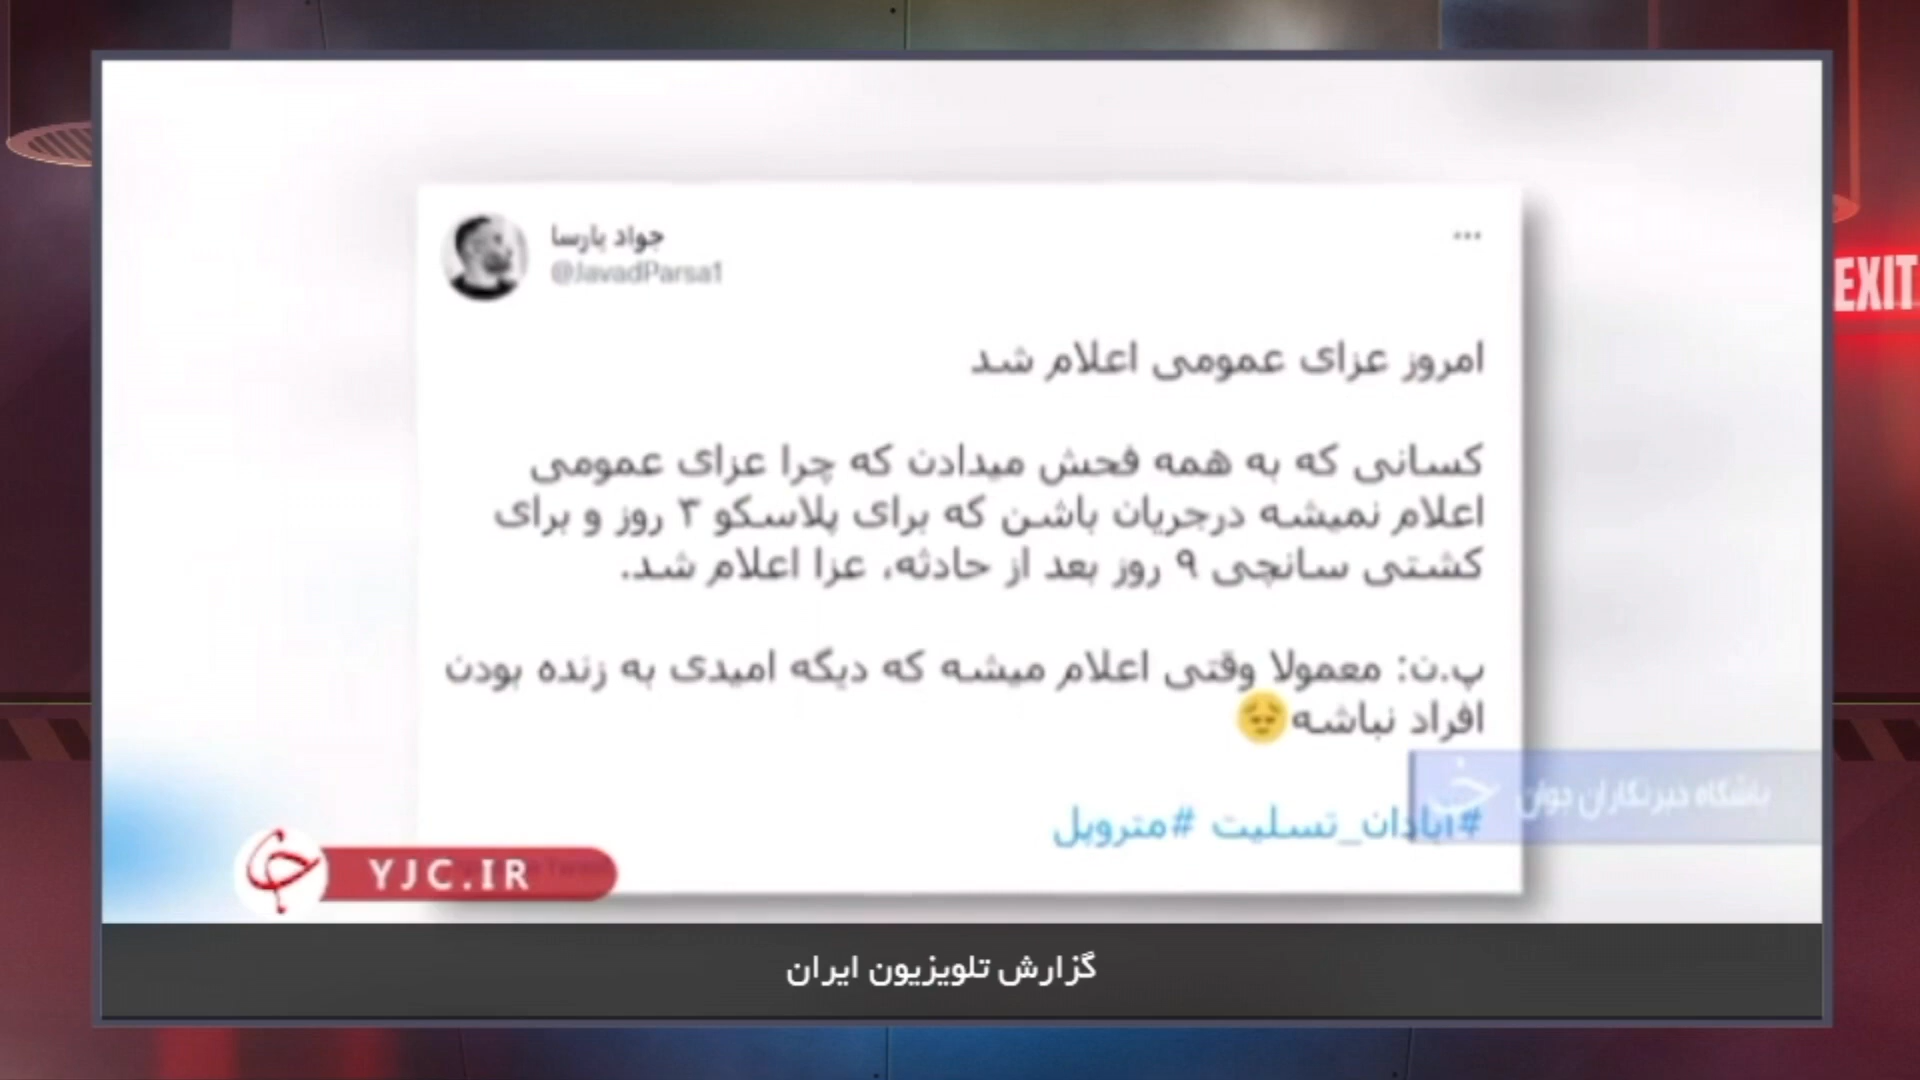 جواد پارسا
@JavadParsa1
امروز عزای عمومی اعلام شد
کسانی که به همه فحش میدادن که چرا عزای عمومی
اعلام نمیشه درجریان باشن که برای پلاسکو ۳ روز و برای
کشتی سانچی ۹ روز بعد از حادثه، عزا اعلام شد.
پ.ن: معمولا وقتی اعلام میشه که دیگه امیدی به زنده بودن
افراد نباشه😔
#آبادان_تسلیت #متروپل
باشگاه خبرنگاران جوان
YJC.IR
گزارش تلویزیون ایران
EXIT